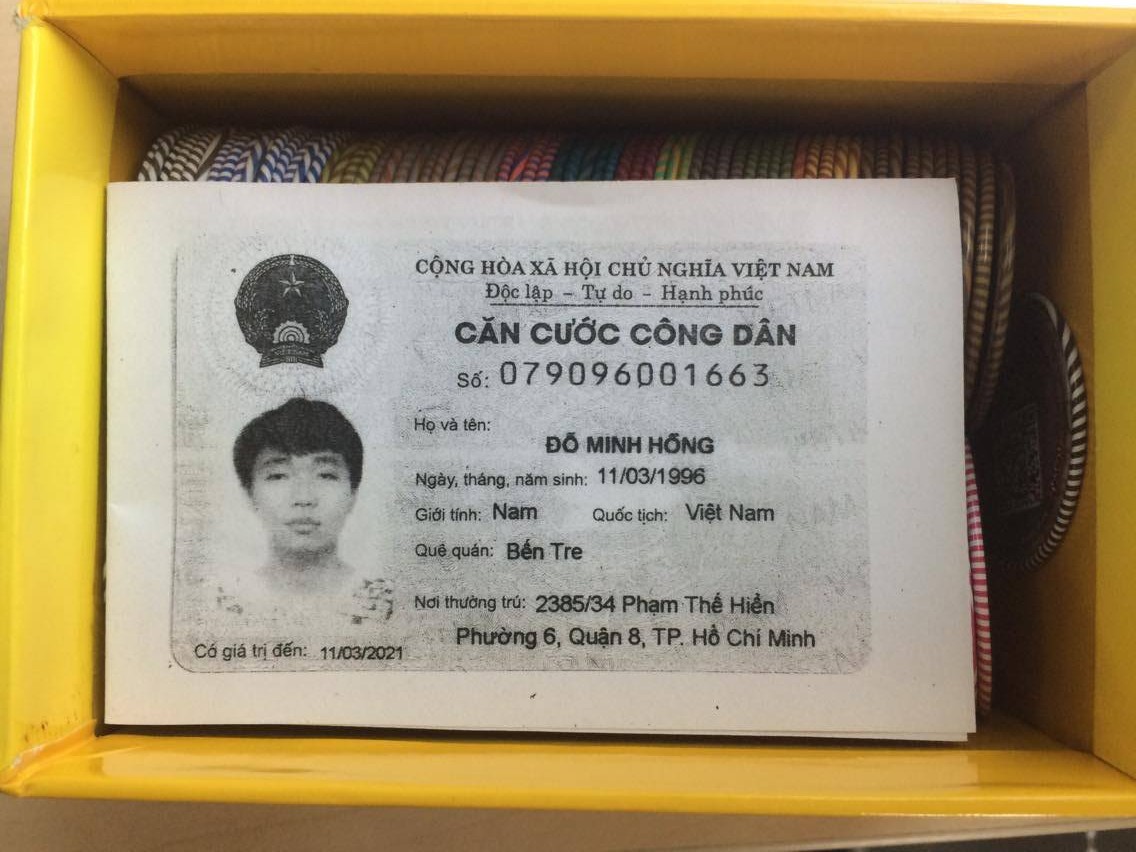 CỘNG HÒA XÃ HỘI CHỦ NGHĨA VIỆT NAM
Độc lập – Tự do – Hạnh phúc
CĂN CƯỚC CÔNG DÂN
Số: 079096001663
Họ và tên:
ĐỖ MINH HỒNG
Ngày, tháng, năm sinh: 11/03/1996
Giới tính: Nam Quốc tịch: Việt Nam
Quê quán: Bến Tre
Nơi thường trú: 2385/34 Phạm Thế Hiển
Phường 6, Quận 8, TP. Hồ Chí Minh
Có giá trị đến: 11/03/2021
VIỆT NAM